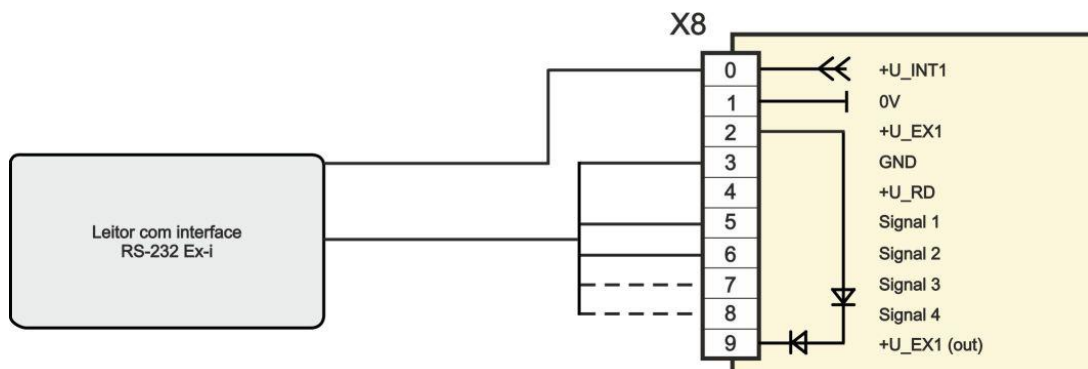 X8
0 +U_INT1
1 0V
2 +U_EX1
3 GND
4 +U_RD
Leitor com interface
RS-232 Ex-i
5 Signal 1
6 Signal 2
7 Signal 3
8 Signal 4
9 +U_EX1 (out)